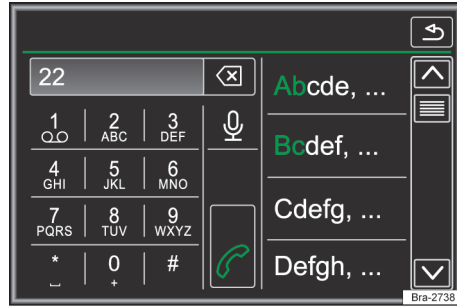 22
Abcde, ...
1 2 ABC 3 DEF
Bcdef, ...
4 GHI 5 JKL 6 MNO
7 PQRS 8 TUV 9 WXYZ
Cdefg, ...
* 0 + #
Defgh, ...
Bra-2738